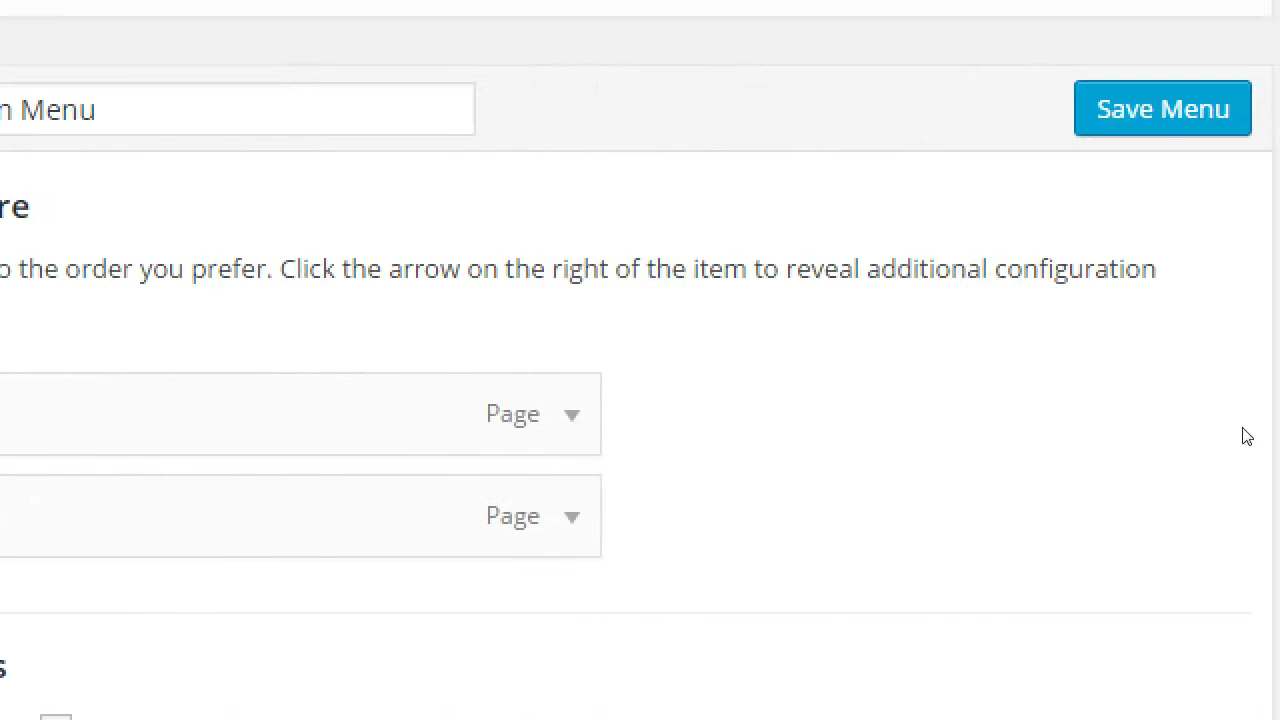 n Menu
Save Menu
re
o the order you prefer. Click the arrow on the right of the item to reveal additional configuration
Page
Page
s